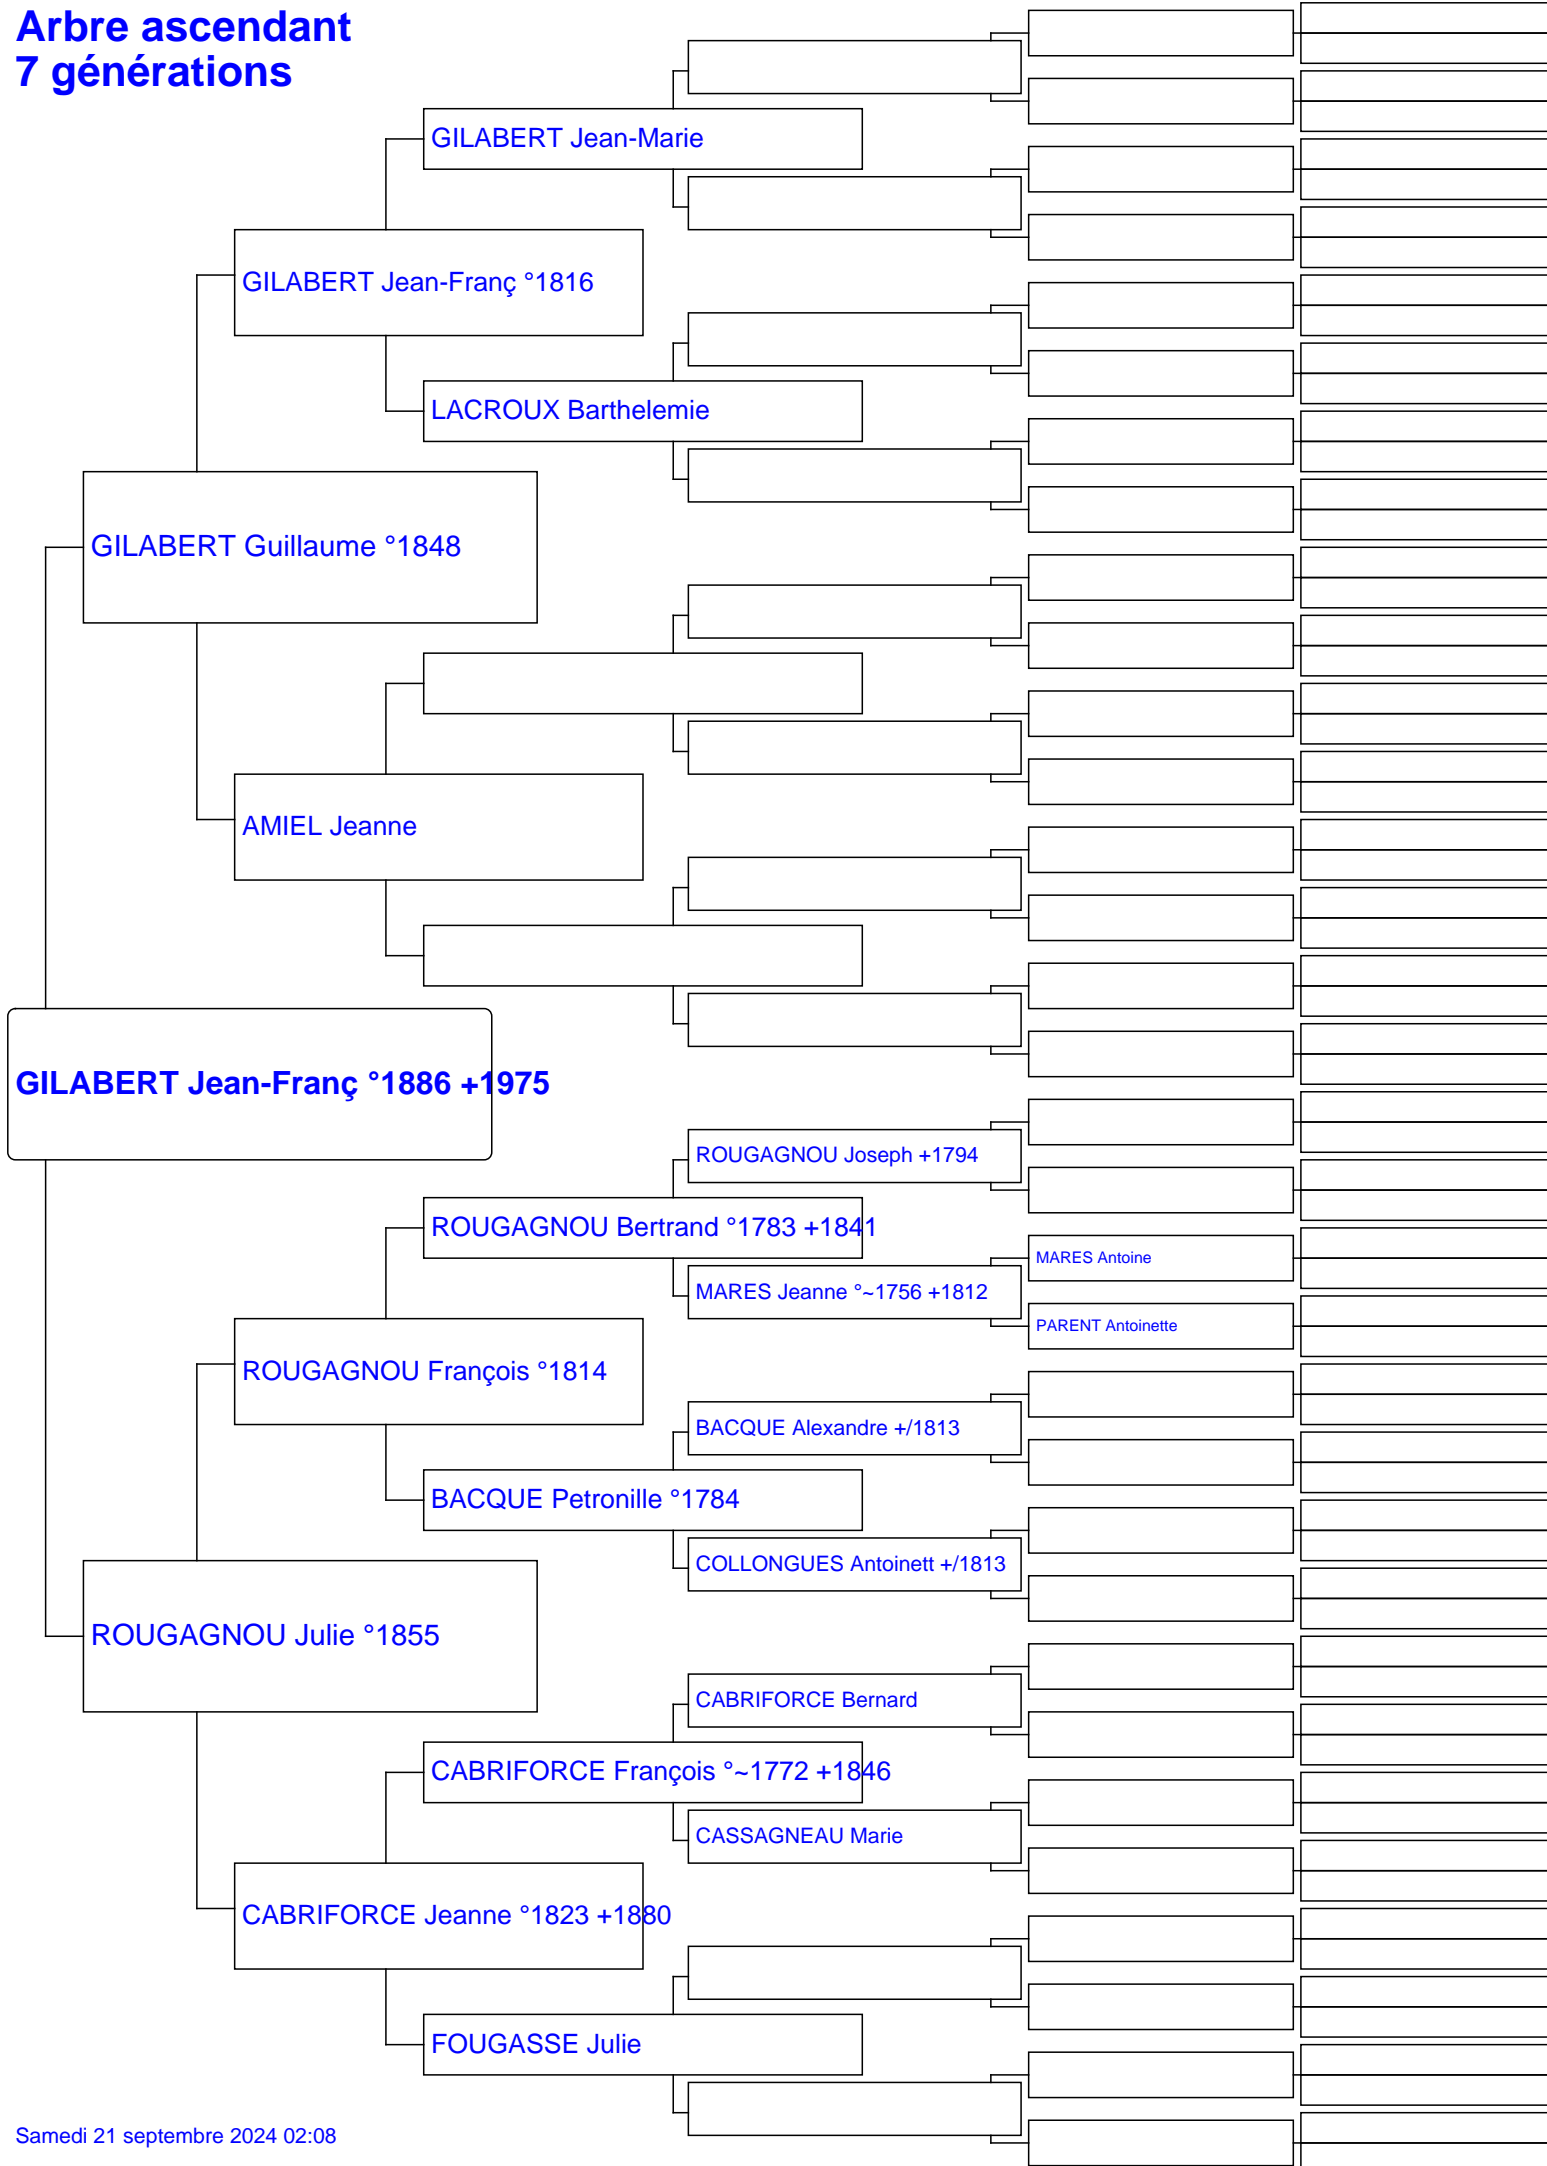 Arbre ascendant
7 générations
GILABERT Jean-Marie
GILABERT Jean-Franç °1816
LACROUX Barthelemie
GILABERT Guillaume °1848
AMIEL Jeanne
GILABERT Jean-Franç °1886 +1975
ROUGAGNOU Joseph +1794
ROUGAGNOU Bertrand °1783 +1841
MARES Antoine
MARES Jeanne °~1756 +1812
PARENT Antoinette
ROUGAGNOU François °1814
BACQUE Alexandre +/1813
BACQUE Petronille °1784
COLLONGUES Antoinett +/1813
ROUGAGNOU Julie °1855
CABRIFORCE Bernard
CABRIFORCE François °~1772 +1846
CASSAGNEAU Marie
CABRIFORCE Jeanne °1823 +1880
FOUGASSE Julie
Samedi 21 septembre 2024 02:08